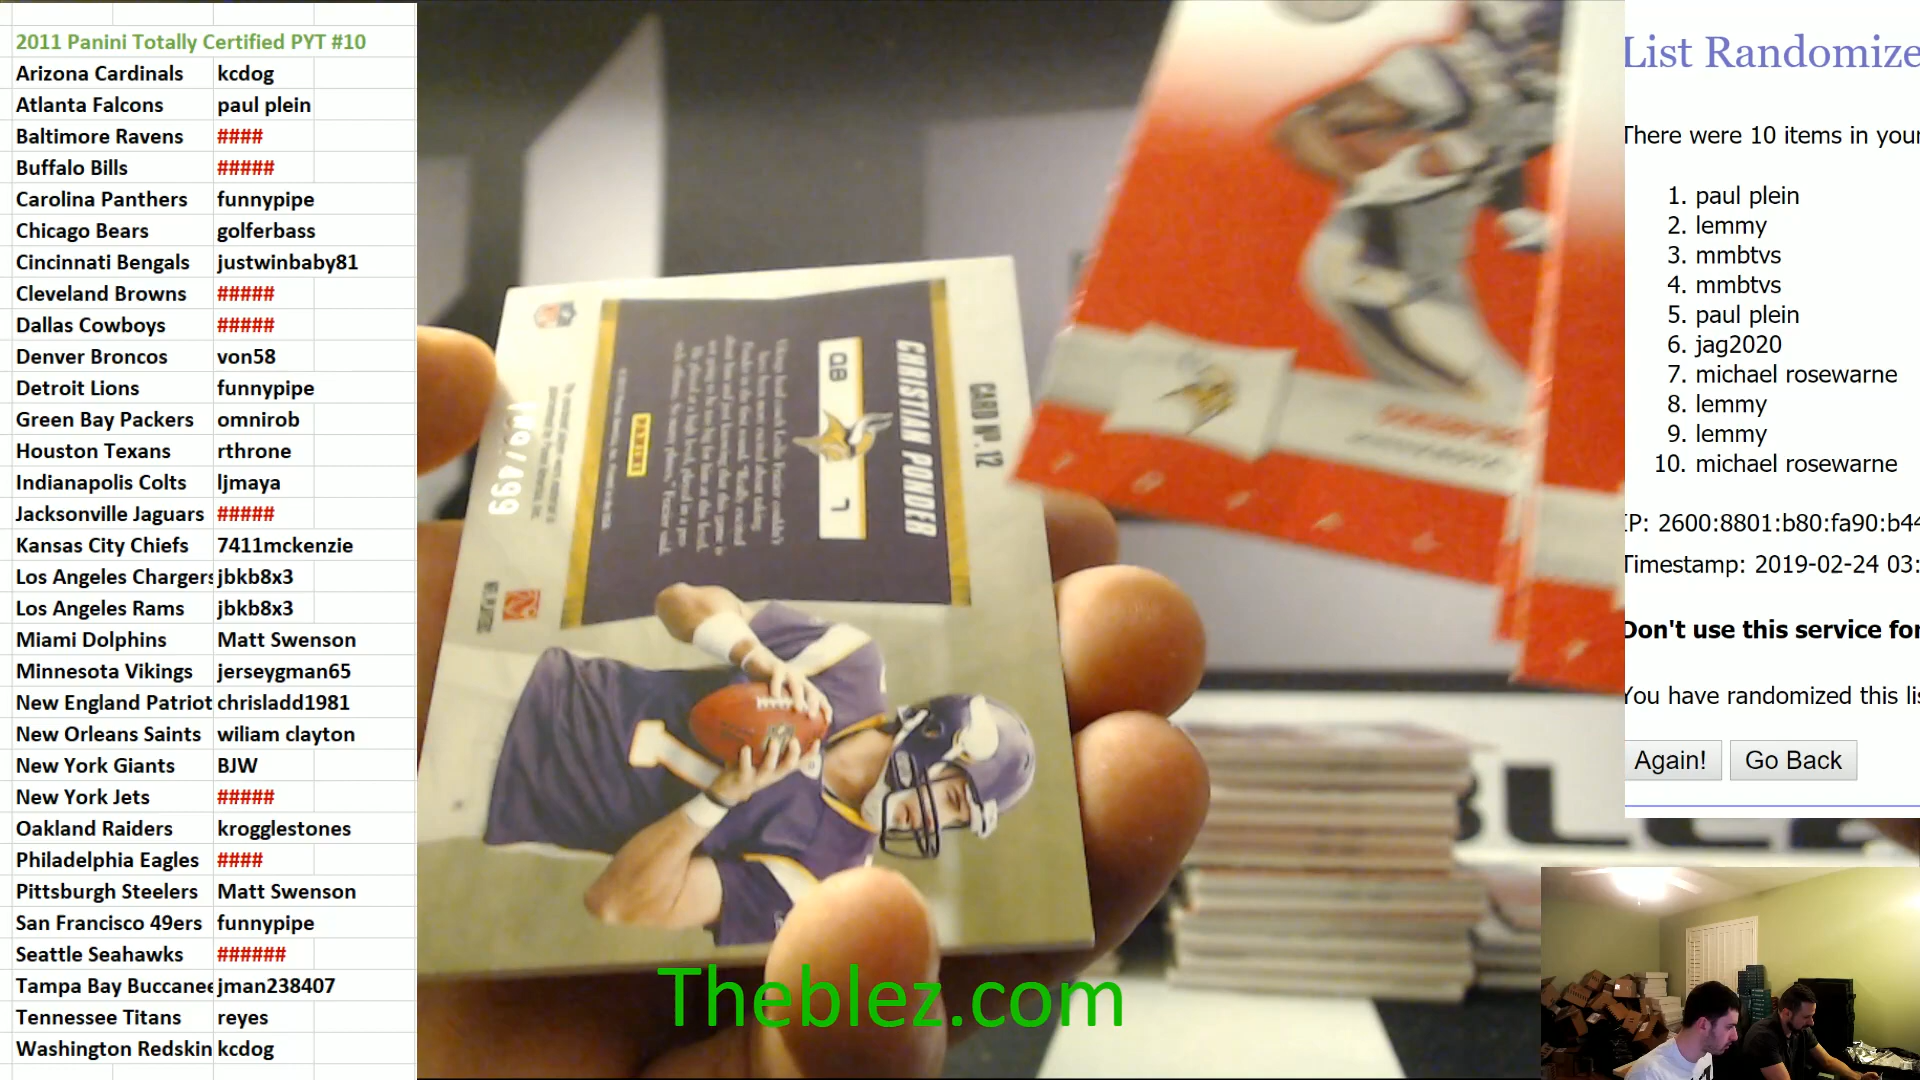 2011 Panini Totally Certified PYT #10
Arizona Cardinals kcdog
Atlanta Falcons paul plein
Baltimore Ravens ####
Buffalo Bills #####
Carolina Panthers funnypipe
Chicago Bears golferbass
Cincinnati Bengals justwinbaby81
Cleveland Browns #####
Dallas Cowboys #####
Denver Broncos von58
Detroit Lions funnypipe
Green Bay Packers omnirob
Houston Texans rthrone
Indianapolis Colts ljmaya
Jacksonville Jaguars #####
Kansas City Chiefs 7411mckenzie
Los Angeles Chargers jbkb8x3
Los Angeles Rams jbkb8x3
Miami Dolphins Matt Swenson
Minnesota Vikings jerseygman65
New England Patriot chrisladd1981
New Orleans Saints wiliam clayton
New York Giants BJW
New York Jets #####
Oakland Raiders krogglestones
Philadelphia Eagles ####
Pittsburgh Steelers Matt Swenson
San Francisco 49ers funnypipe
Seattle Seahawks ######
Tampa Bay Buccanee jman238407
Tennessee Titans reyes
Washington Redskin kcdog
CARD Nº. 12
CHRISTIAN PONDER
QB 7
PANINI
Theblez.com
List Randomize
There were 10 items in your
1. paul plein
2. lemmy
3. mmbtvs
4. mmbtvs
5. paul plein
6. jag2020
7. michael rosewarne
8. lemmy
9. lemmy
10. michael rosewarne
IP: 2600:8801:b80:fa90:b44
Timestamp: 2019-02-24 03:
Don't use this service for
You have randomized this lis
Again! Go Back